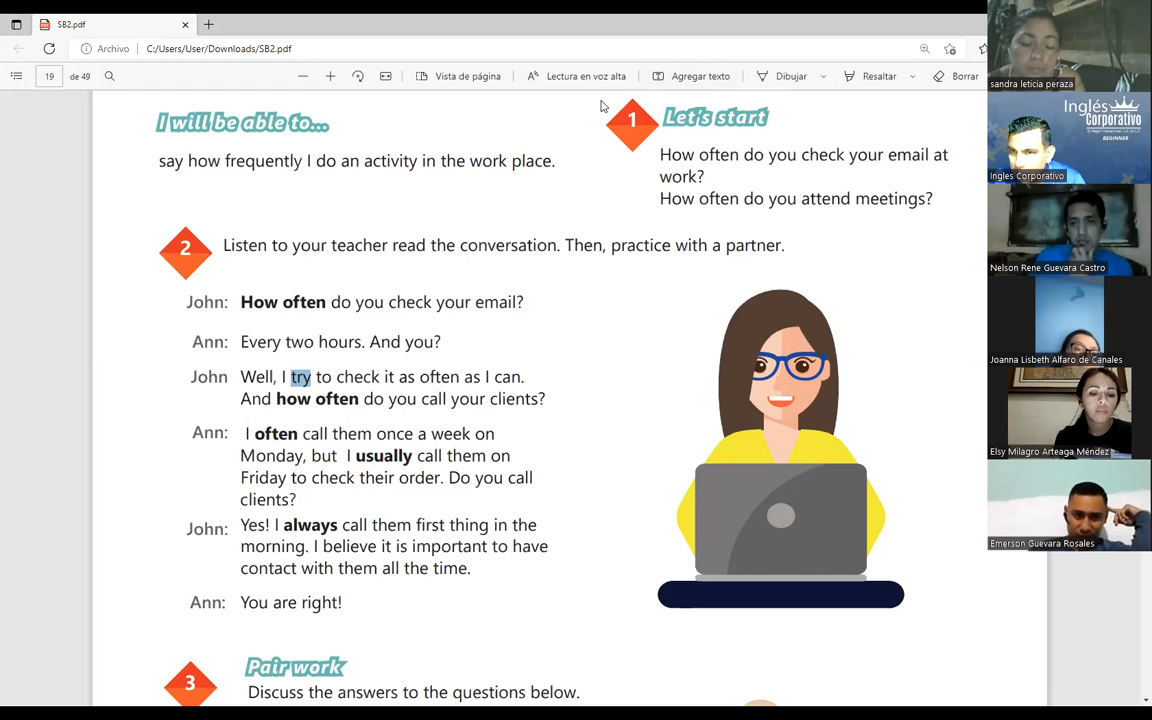 SB2.pdf
Archivo C:/Users/User/Downloads/SB2.pdf
19 de 49 Vista de página Lectura en voz alta Agregar texto Dibujar Resaltar Borrar
I will be able to...
say how frequently I do an activity in the work place.
1 Let's start
How often do you check your email at
work?
How often do you attend meetings?
2 Listen to your teacher read the conversation. Then, practice with a partner.
John: How often do you check your email?
Ann: Every two hours. And you?
John Well, I try to check it as often as I can.
And how often do you call your clients?
Ann: I often call them once a week on
Monday, but I usually call them on
Friday to check their order. Do you call
clients?
John: Yes! I always call them first thing in the
morning. I believe it is important to have
contact with them all the time.
Ann: You are right!
3 Pair work
Discuss the answers to the questions below.
sandra leticia peraza
Inglés
Corporativo
BEGINNER
Ingles Corporativo
Nelson Rene Guevara Castro
Joanna Lisbeth Alfaro de Canales
Elsy Milagro Arteaga Méndez
Emerson Guevara Rosales